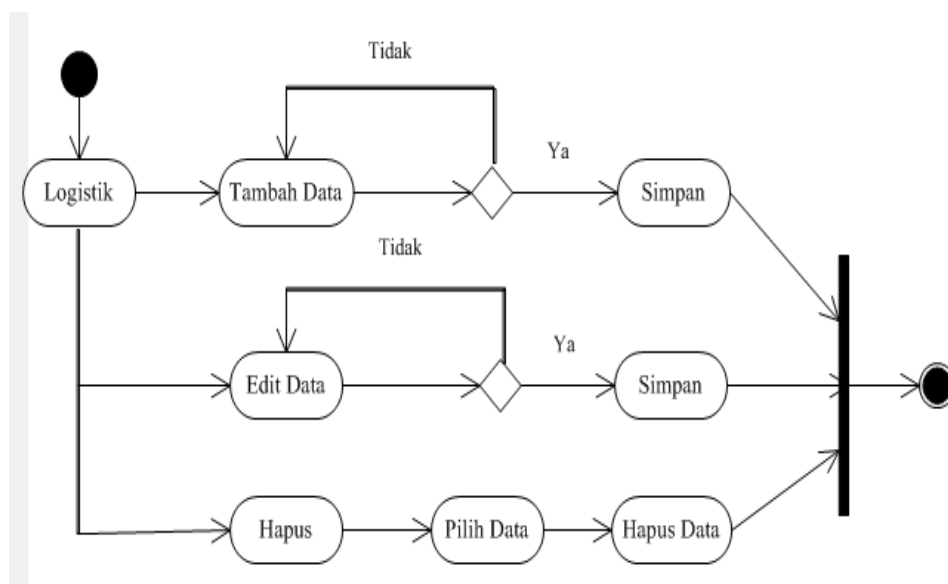 Tidak
Ya
Logistik
Tambah Data
Simpan
Tidak
Ya
Edit Data
Simpan
Hapus
Pilih Data
Hapus Data